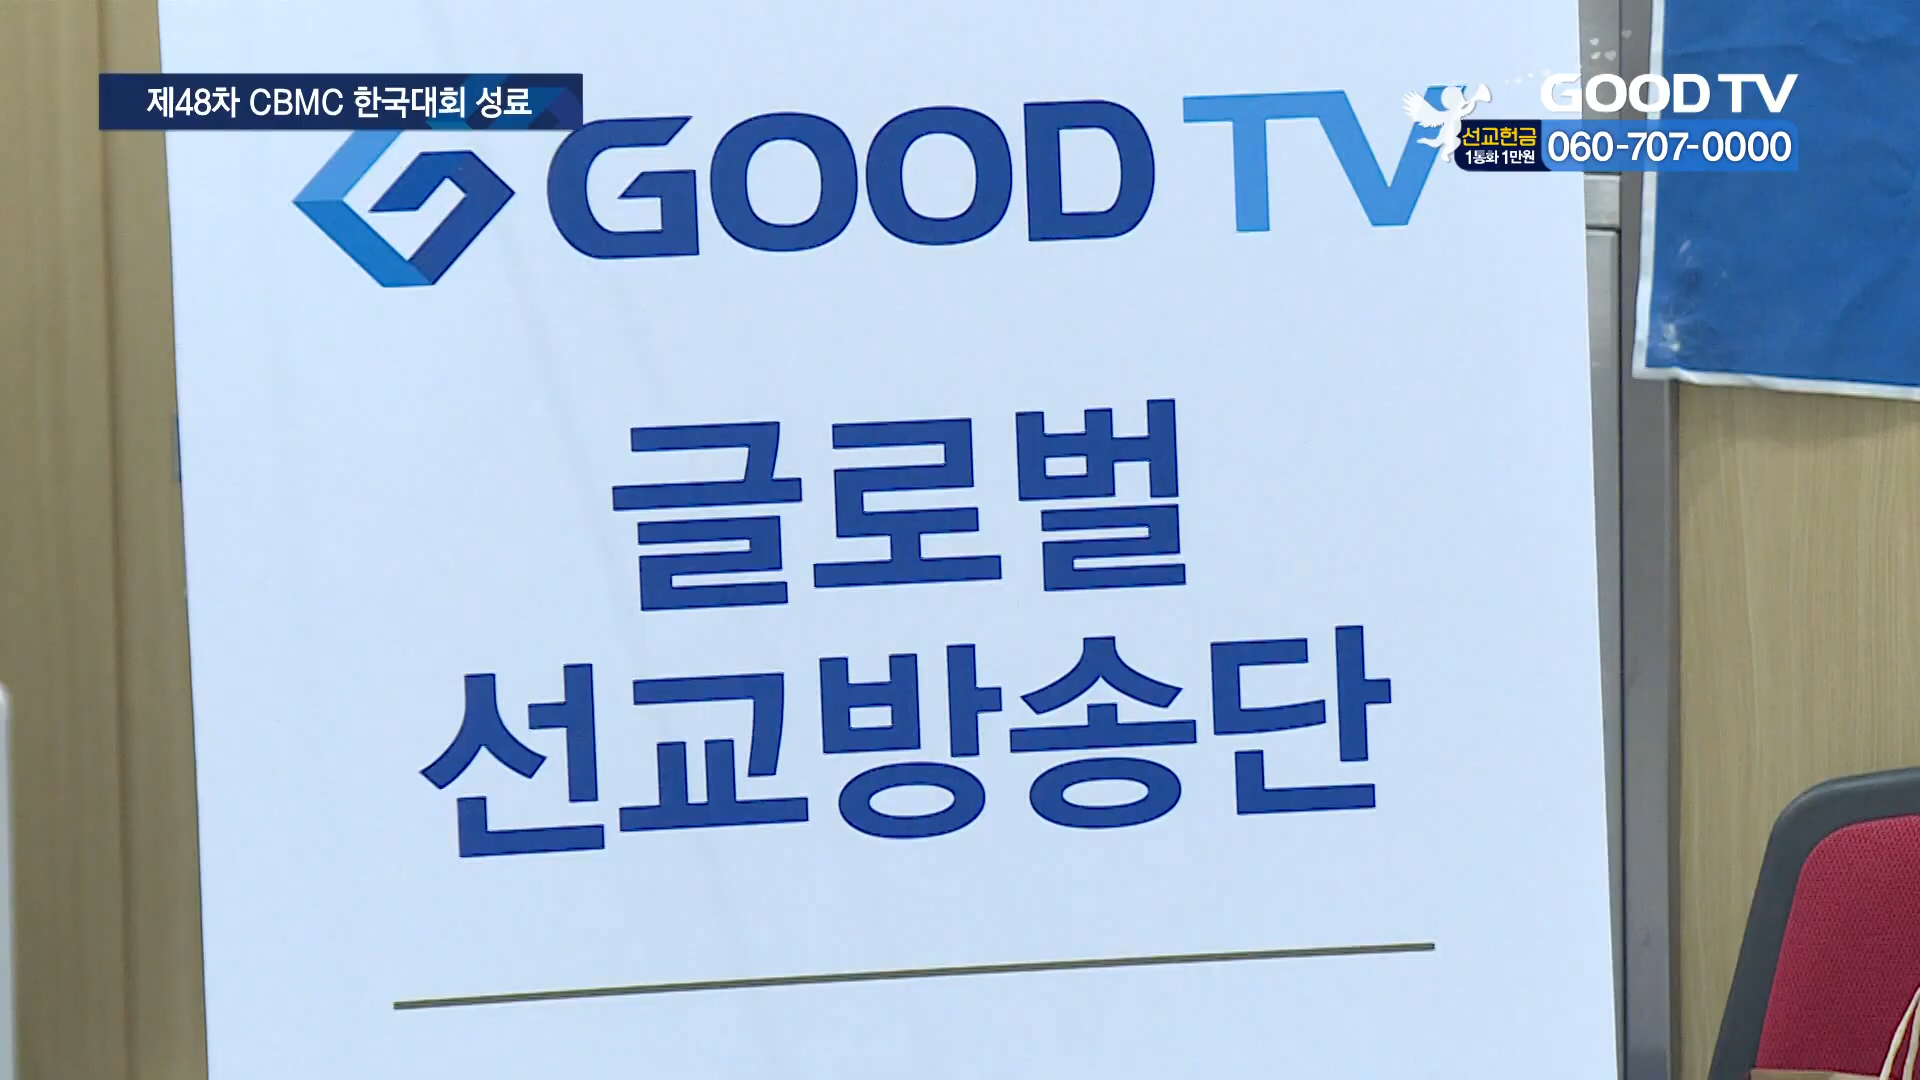 제48차 CBMC 한국대회 성료
GOOD TV
선교헌금
1통화 1만원
060-707-0000
GOOD TV
글로벌
선교방송단